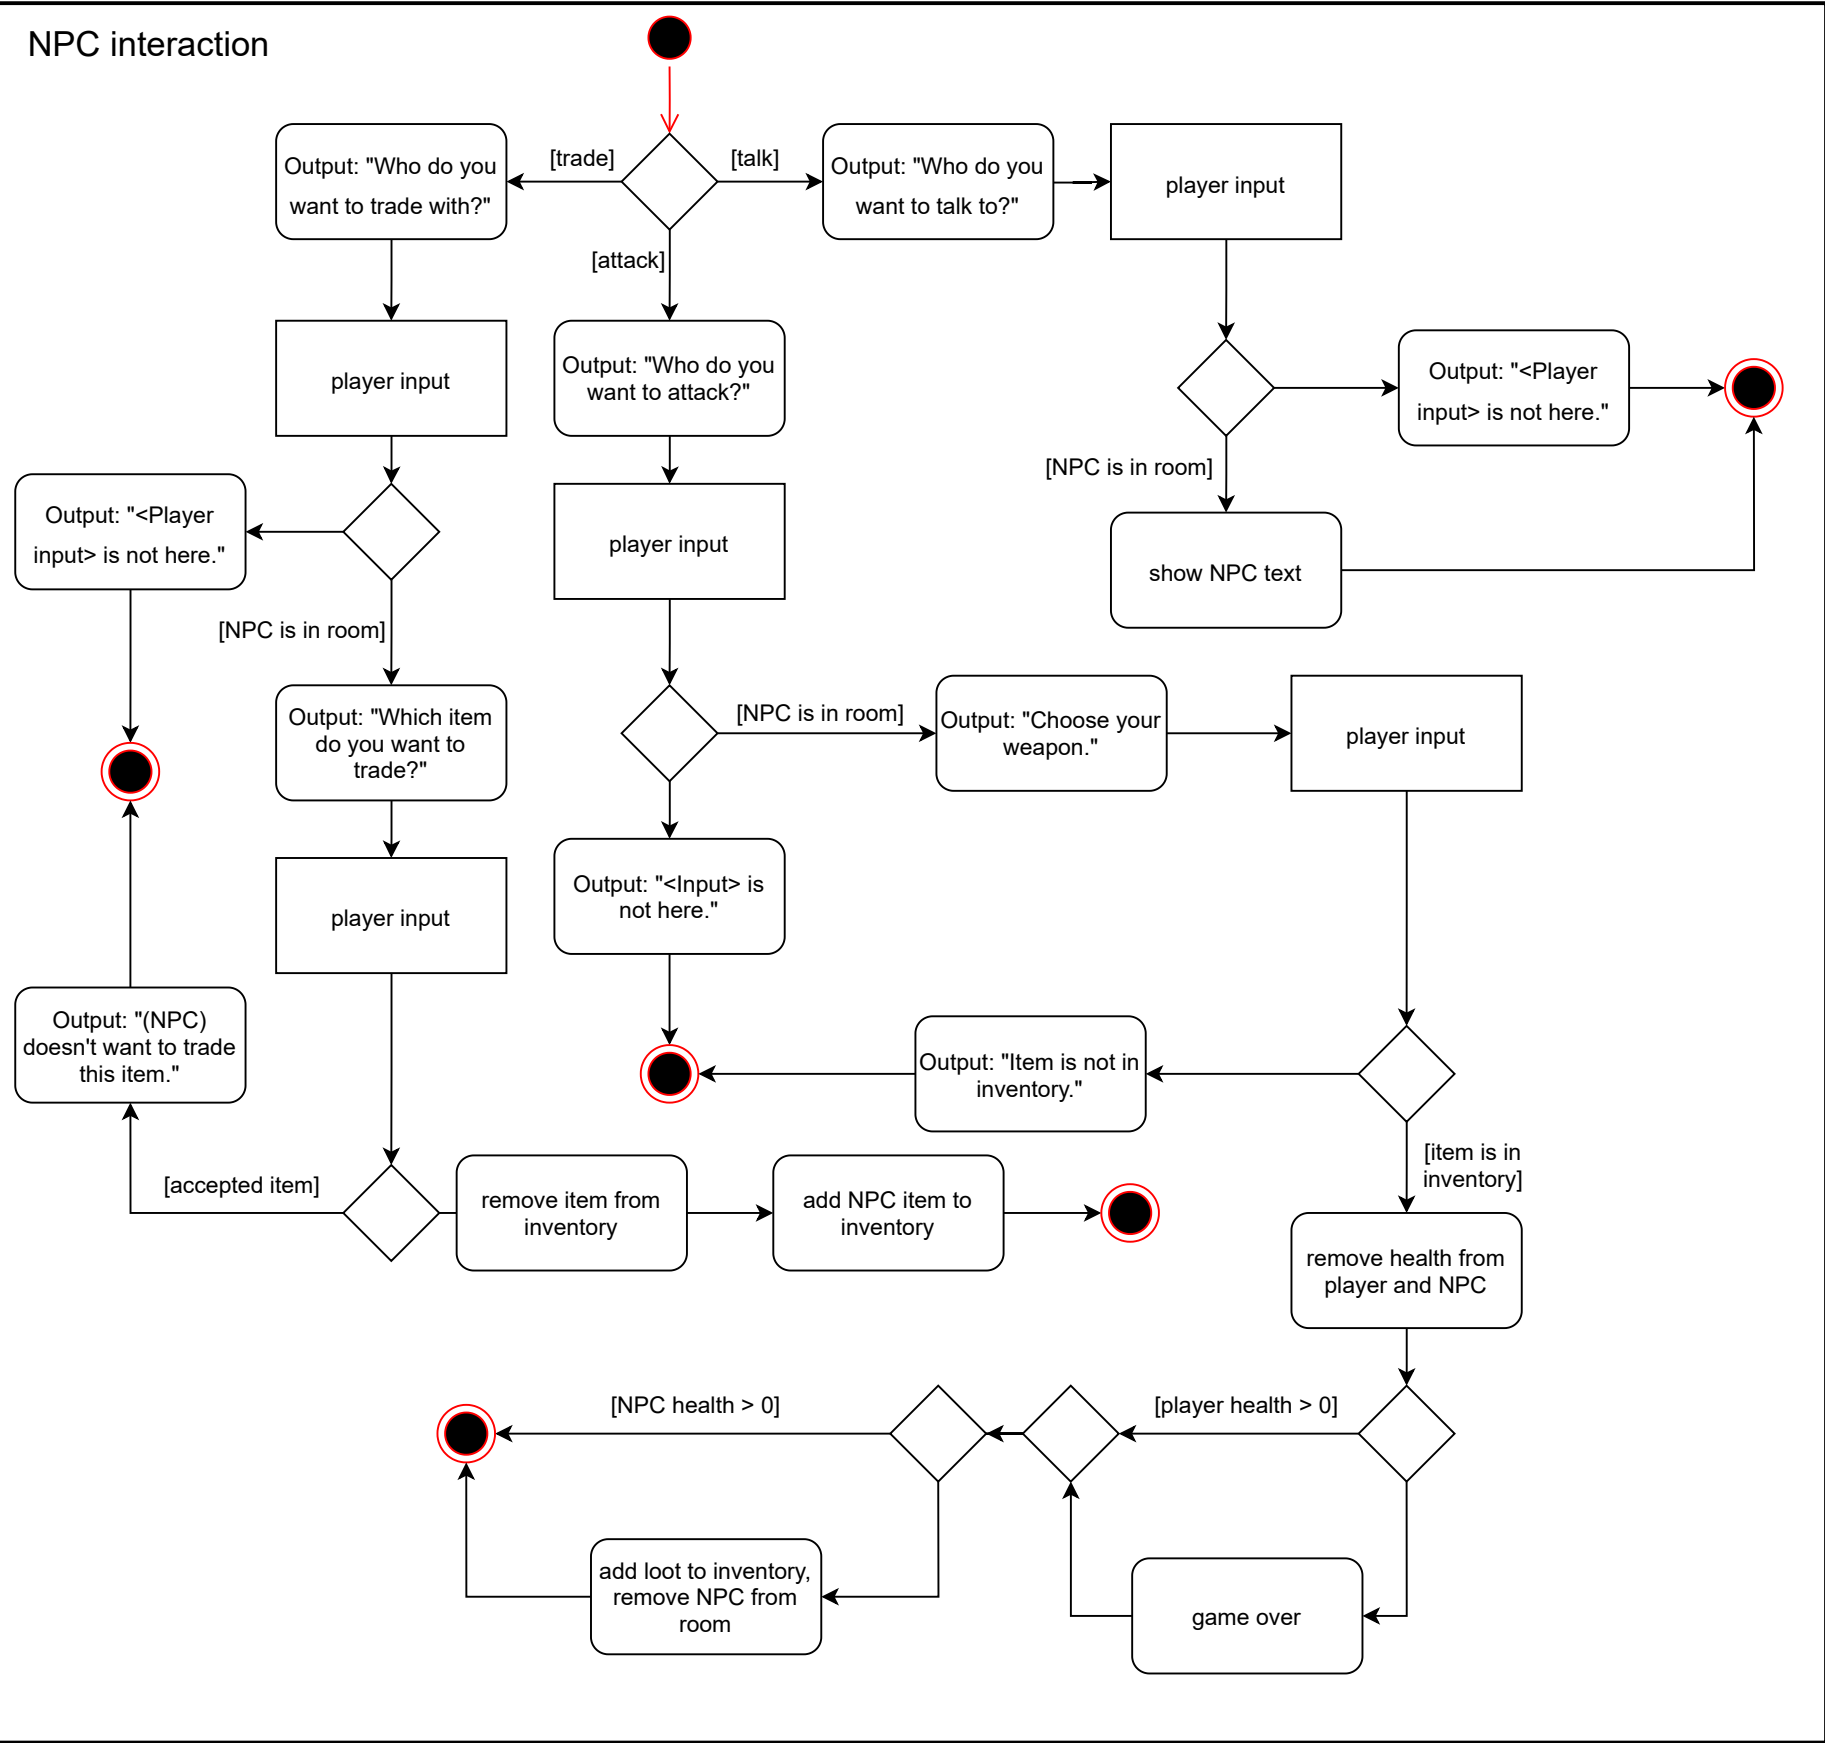 NPC interaction
[trade]
[talk]
[attack]
Output: "Who do you
want to trade with?"
Output: "Who do you
want to talk to?"
player input
player input
Output: "Who do you
want to attack?"
Output: "<Player
input> is not here."
[NPC is in room]
show NPC text
Output: "<Player
input> is not here."
player input
[NPC is in room]
Output: "Which item
do you want to
trade?"
[NPC is in room]
Output: "Choose your
weapon."
player input
player input
Output: "<Input> is
not here."
Output: "(NPC)
doesn't want to trade
this item."
Output: "Item is not in
inventory."
[accepted item]
remove item from
inventory
add NPC item to
inventory
[item is in
inventory]
remove health from
player and NPC
[NPC health > 0]
[player health > 0]
add loot to inventory,
remove NPC from
room
game over